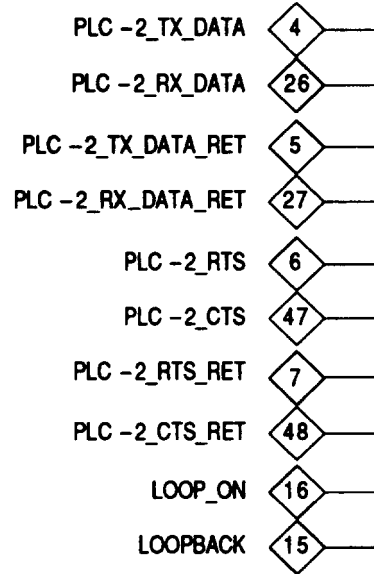 PLC -2_TX_DATA 4
PLC -2_RX_DATA 26
PLC -2_TX_DATA_RET 5
PLC -2_RX_DATA_RET 27
PLC -2_RTS 6
PLC -2_CTS 47
PLC -2_RTS_RET 7
PLC -2_CTS_RET 48
LOOP_ON 16
LOOPBACK 15